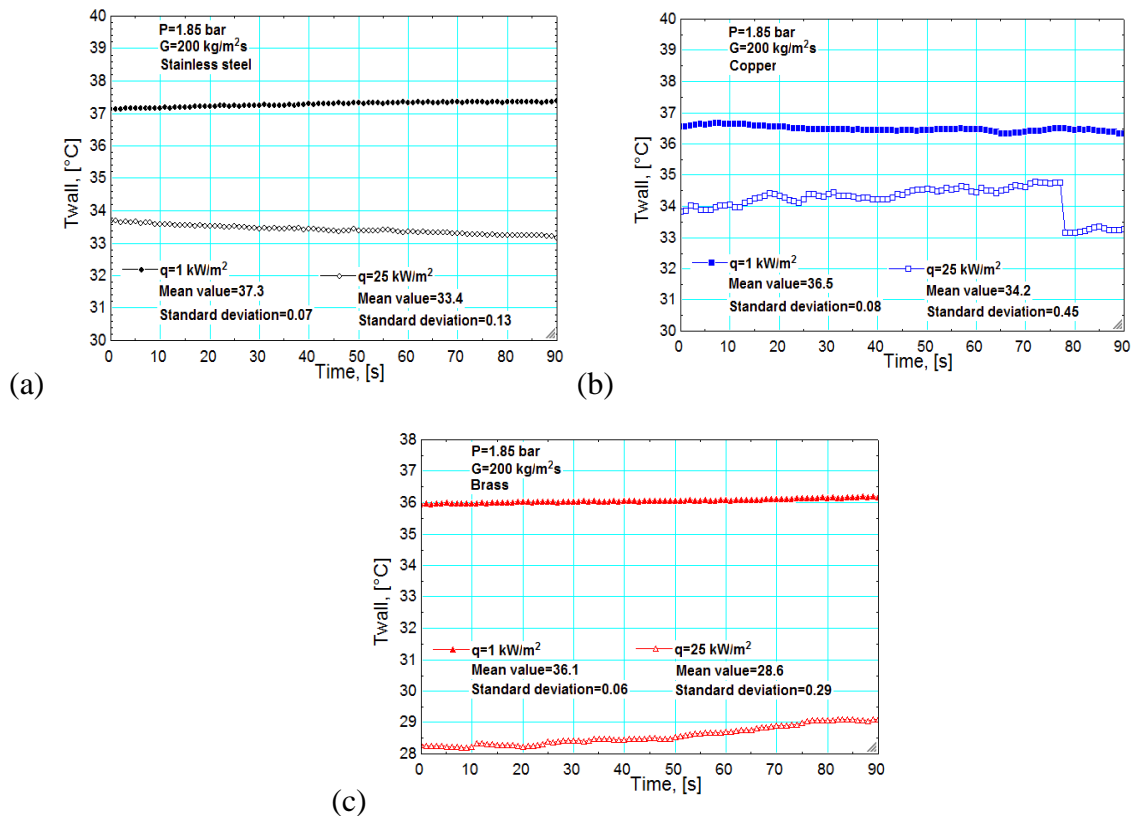 40
39
38
37
36
35
34
33
32
31
30
Twall, [°C]
P=1.85 bar
G=200 kg/m²s
Stainless steel
q=1 kW/m²
Mean value=37.3
Standard deviation=0.07
q=25 kW/m²
Mean value=33.4
Standard deviation=0.13
0 10 20 30 40 50 60 70 80 90
Time, [s]
(a)
40
39
38
37
36
35
34
33
32
31
30
Twall, [°C]
P=1.85 bar
G=200 kg/m²s
Copper
q=1 kW/m²
Mean value=36.5
Standard deviation=0.08
q=25 kW/m²
Mean value=34.2
Standard deviation=0.45
0 10 20 30 40 50 60 70 80 90
Time, [s]
(b)
38
37
36
35
34
33
32
31
30
29
28
Twall, [°C]
P=1.85 bar
G=200 kg/m²s
Brass
q=1 kW/m²
Mean value=36.1
Standard deviation=0.06
q=25 kW/m²
Mean value=28.6
Standard deviation=0.29
0 10 20 30 40 50 60 70 80 90
Time, [s]
(c)